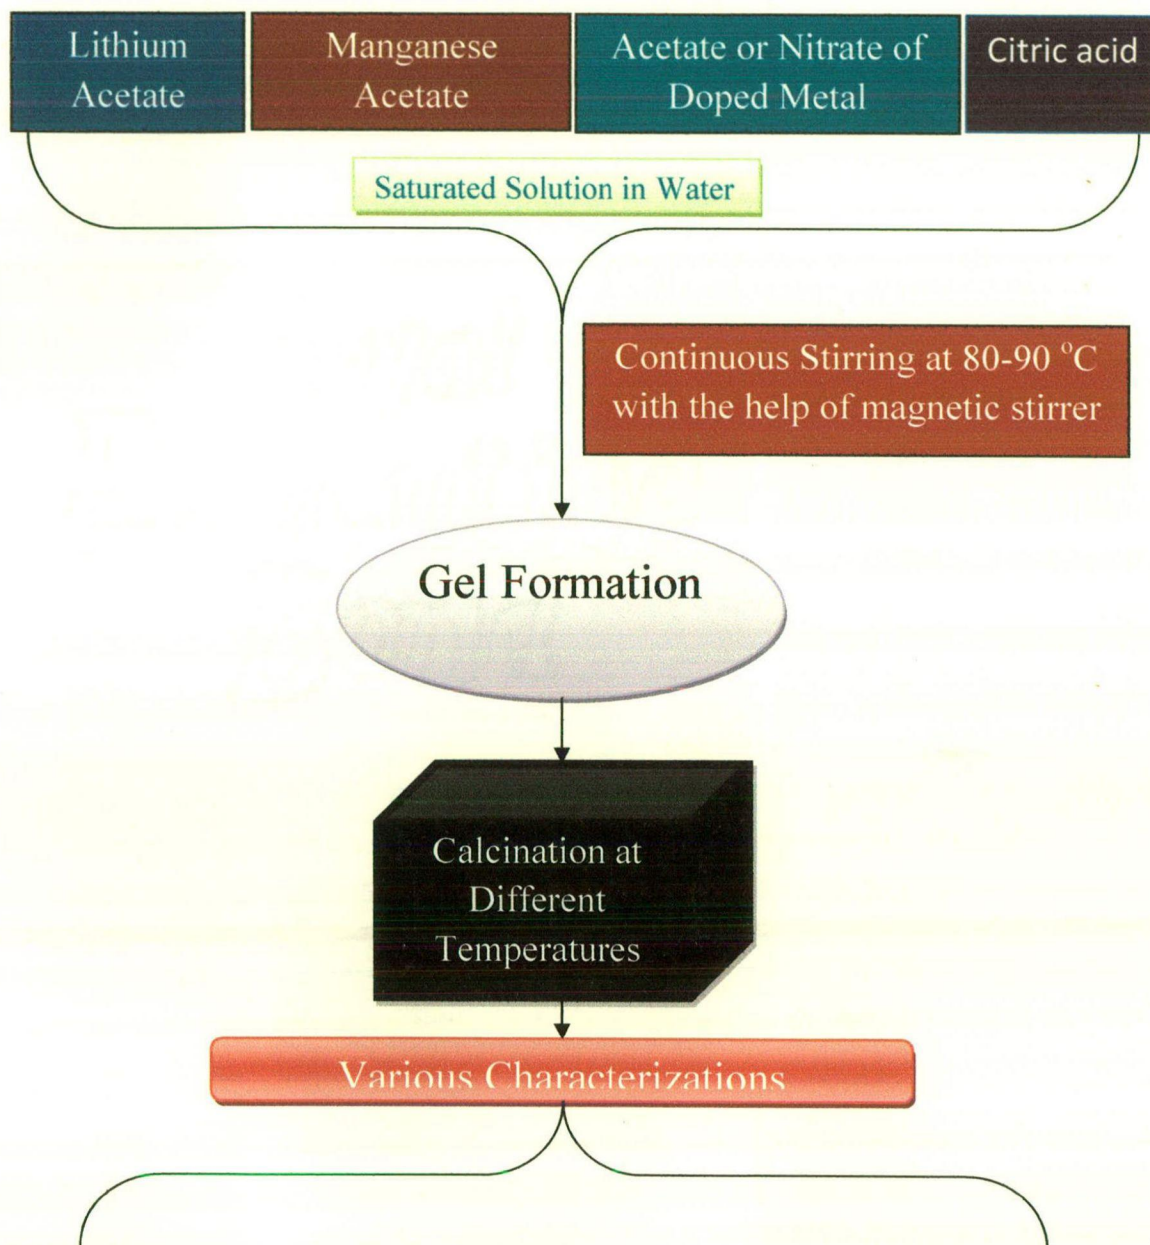 Lithium
Acetate
Manganese
Acetate
Acetate or Nitrate of
Doped Metal
Citric acid
Saturated Solution in Water
Continuous Stirring at 80-90 °C
with the help of magnetic stirrer
Gel Formation
Calcination at
Different
Temperatures
Various Characterizations